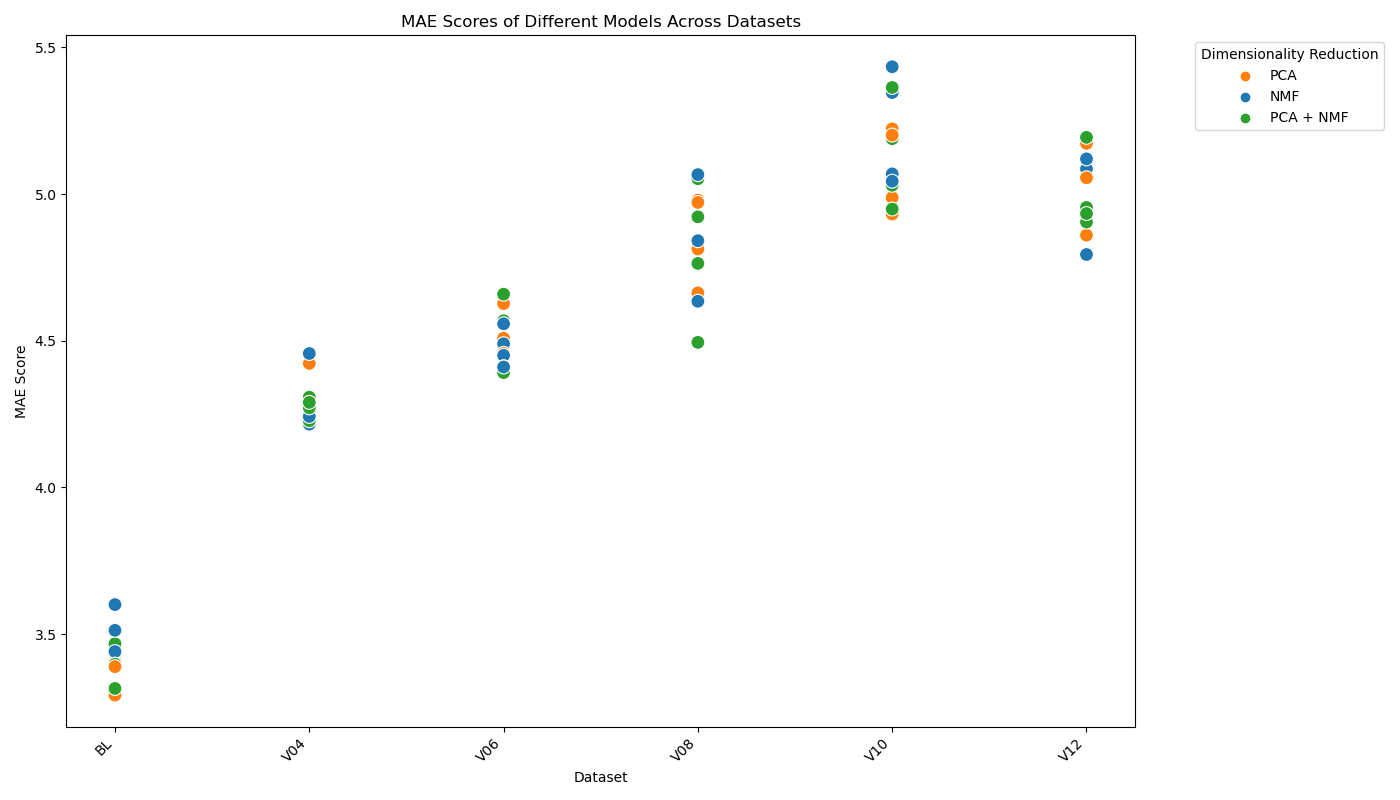 MAE Scores of Different Models Across Datasets
Dimensionality Reduction
PCA
NMF
PCA + NMF
MAE Score
5.5
5.0
4.5
4.0
3.5
BL
V04
V06
V08
V10
V12
Dataset